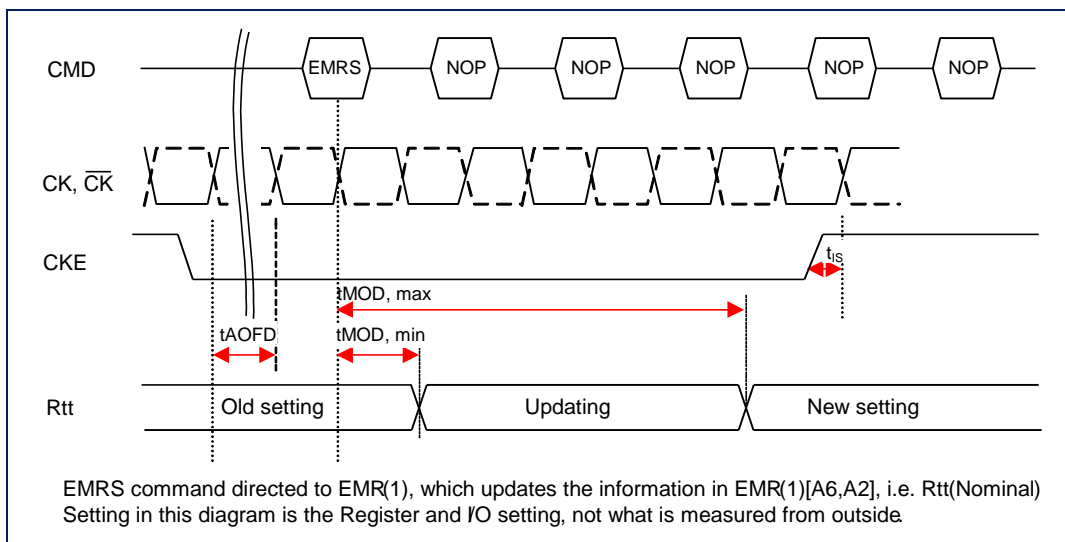 CMD EMRS NOP NOP NOP NOP NOP
CK, C̅K̅
CKE tIS
tMOD, max
tAOFD tMOD, min
Rtt Old setting Updating New setting
EMRS command directed to EMR(1), which updates the information in EMR(1)[A6,A2], i.e. Rtt(Nominal)
Setting in this diagram is the Register and I/O setting, not what is measured from outside.